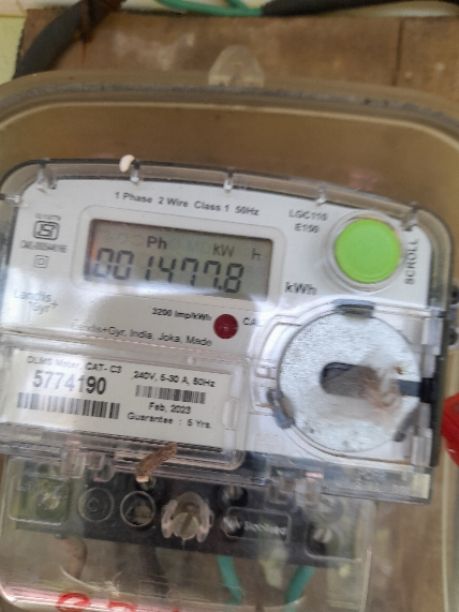 1 Phase 2 Wire Class 1 50Hz
LGC110
E150
Ph kW h
001477.8
kWh
SCROLL
Landis
Gyr+
3200 imp/kWh
CAL
Landis+Gyr, India, Joka, Made
DLMS Meter, CAT- C3
5774190
240V, 5-30 A, 50Hz
Feb, 2023
Guarantee : 5 Yrs.